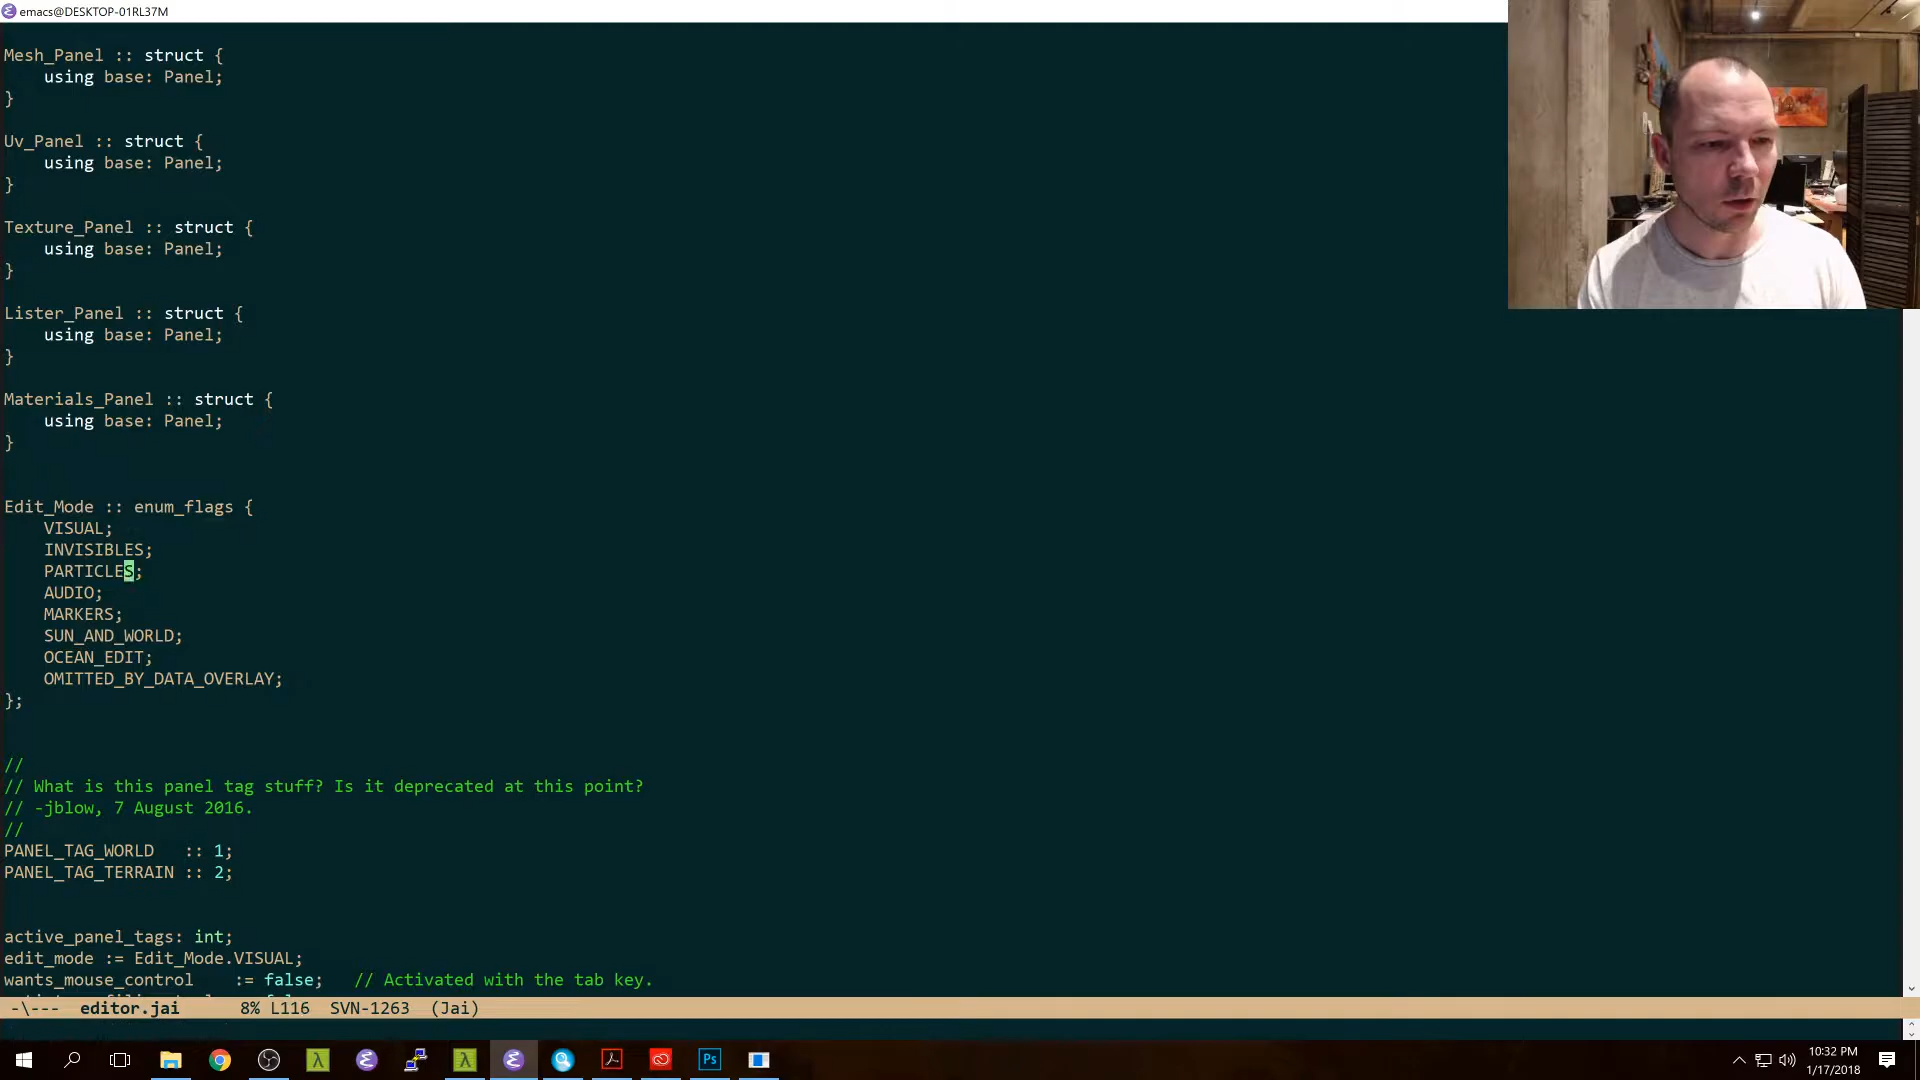 emacs@DESKTOP-01RL37M
Mesh_Panel :: struct {
    using base: Panel;
}
Uv_Panel :: struct {
    using base: Panel;
}
Texture_Panel :: struct {
    using base: Panel;
}
Lister_Panel :: struct {
    using base: Panel;
}
Materials_Panel :: struct {
    using base: Panel;
}
Edit_Mode :: enum_flags {
    VISUAL;
    INVISIBLES;
    PARTICLES;
    AUDIO;
    MARKERS;
    SUN_AND_WORLD;
    OCEAN_EDIT;
    OMITTED_BY_DATA_OVERLAY;
};
//
// What is this panel tag stuff? Is it deprecated at this point?
// -jblow, 7 August 2016.
//
PANEL_TAG_WORLD   :: 1;
PANEL_TAG_TERRAIN :: 2;
active_panel_tags: int;
edit_mode := Edit_Mode.VISUAL;
wants_mouse_control    := false;   // Activated with the tab key.
-\---  editor.jai      8% L116  SVN-1263  (Jai)
Ps
10:32 PM
1/17/2018